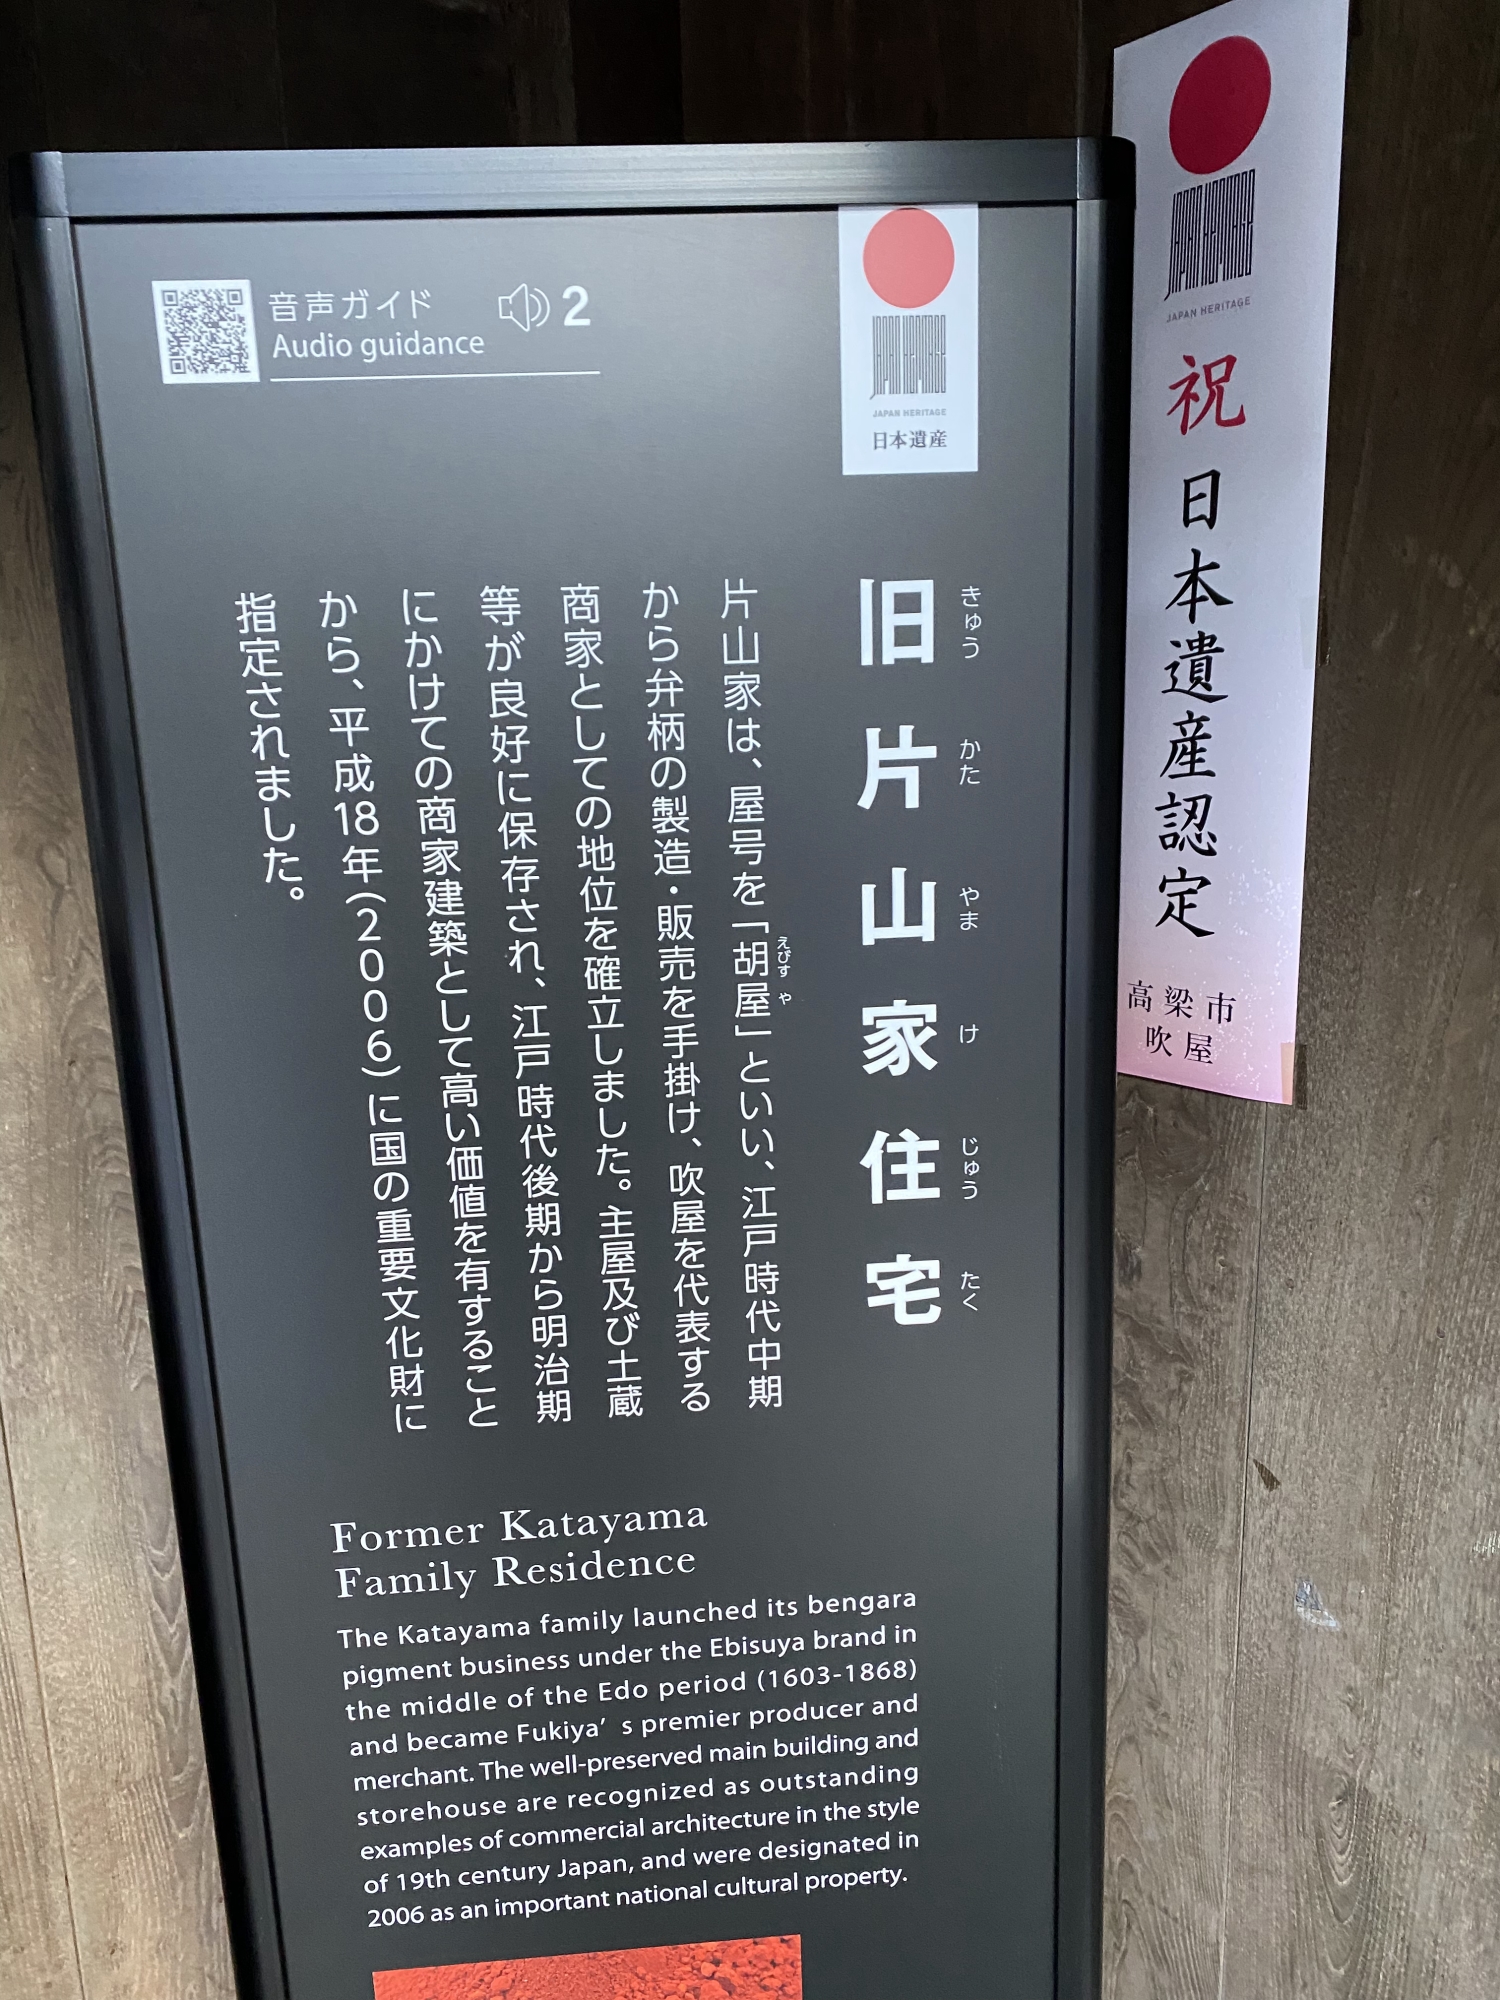 音声ガイド
Audio guidance
2
JAPAN HERITAGE
日本遺産
旧片山家住宅
きゅう かた やま け じゅう たく
片山家は、屋号を「胡屋」といい、江戸時代中期
えびす や
から弁柄の製造・販売を手掛け、吹屋を代表する
商家としての地位を確立しました。主屋及び土蔵
等が良好に保存され、江戸時代後期から明治期
にかけての商家建築として高い価値を有すること
から、平成18年(2006)に国の重要文化財に
指定されました。
Former Katayama
Family Residence
The Katayama family launched its bengara
pigment business under the Ebisuya brand in
the middle of the Edo period (1603-1868)
and became Fukiya’ s premier producer and
merchant. The well-preserved main building and
storehouse are recognized as outstanding
examples of commercial architecture in the style
of 19th century Japan, and were designated in
2006 as an important national cultural property.
JAPAN HERITAGE
JAPAN HERITAGE
祝 日本遺産認定
高梁市
吹屋